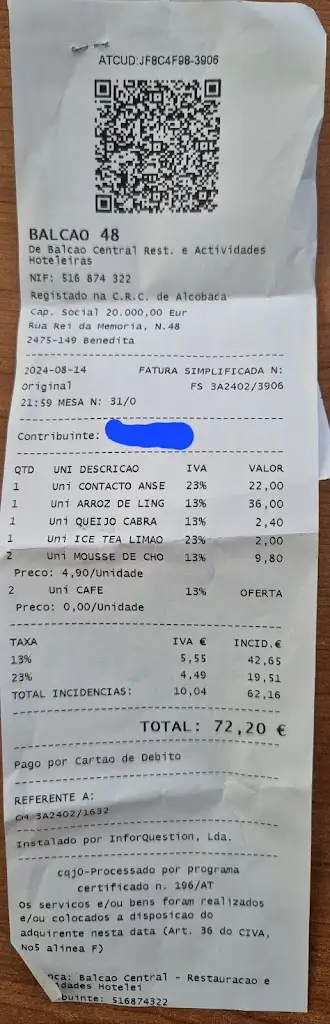 ATCUD:JF8C4F98-3906
BALCAO 48
De Balcao Central Rest. e Actividades
Hoteleiras
NIF: 516 874 322
Registado na C.R.C. de Alcobaca
Cap. Social 20.000,00 Eur
Rua Rei da Memoria, N.48
2475-149 Benedita
2024-08-14 FATURA SIMPLIFICADA N:
Original FS 3A2402/3906
21:59 MESA N: 31/0
Contribuinte:
QTD UNI DESCRICAO IVA VALOR
1 Uni CONTACTO ANSE 23% 22,00
1 Uni ARROZ DE LING 13% 36,00
1 Uni QUEIJO CABRA 13% 2,40
1 Uni ICE TEA LIMAO 23% 2,00
2 Uni MOUSSE DE CHO 13% 9,80
Preco: 4,90/Unidade
2 Uni CAFE 13% OFERTA
Preco: 0,00/Unidade
TAXA IVA € INCID.€
13% 5,55 42,65
23% 4,49 19,51
TOTAL INCIDENCIAS: 10,04 62,16
TOTAL: 72,20 €
Pago por Cartao de Debito
REFERENTE A:
CM 3A2402/1632
Instalado por InforQuestion, Lda.
cqjO-Processado por programa
certificado n. 196/AT
Os servicos e/ou bens foram realizados
e/ou colocados a disposicao do
adquirente nesta data (Art. 36 do CIVA,
No5 alinea F)
nca: Balcao Central - Restauracao e
idades Hotelei
buinte: 516874322